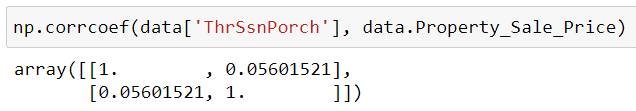 np.corrcoef(data['ThrSsnPorch'], data.Property_Sale_Price)
array([[1.        , 0.05601521],
       [0.05601521, 1.        ]])